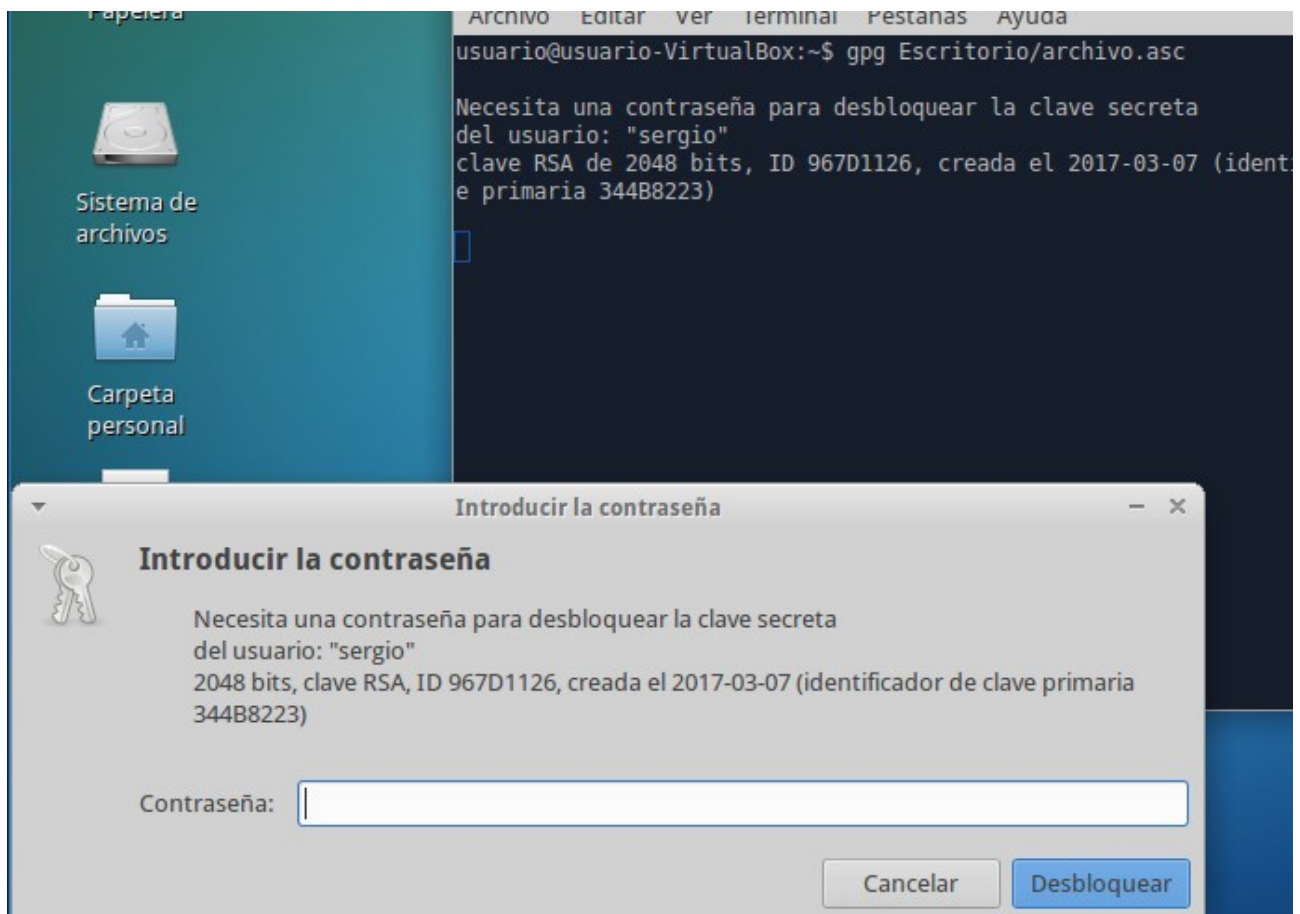 Papelera
Archivo Editar Ver Terminal Pestañas Ayuda
usuario@usuario-VirtualBox:~$ gpg Escritorio/archivo.asc
Necesita una contraseña para desbloquear la clave secreta
del usuario: "sergio"
clave RSA de 2048 bits, ID 967D1126, creada el 2017-03-07 (identi
e primaria 344B8223)
Sistema de
archivos
Carpeta
personal
Introducir la contraseña
Introducir la contraseña
Necesita una contraseña para desbloquear la clave secreta
del usuario: "sergio"
2048 bits, clave RSA, ID 967D1126, creada el 2017-03-07 (identificador de clave primaria
344B8223)
Contraseña:
Cancelar Desbloquear